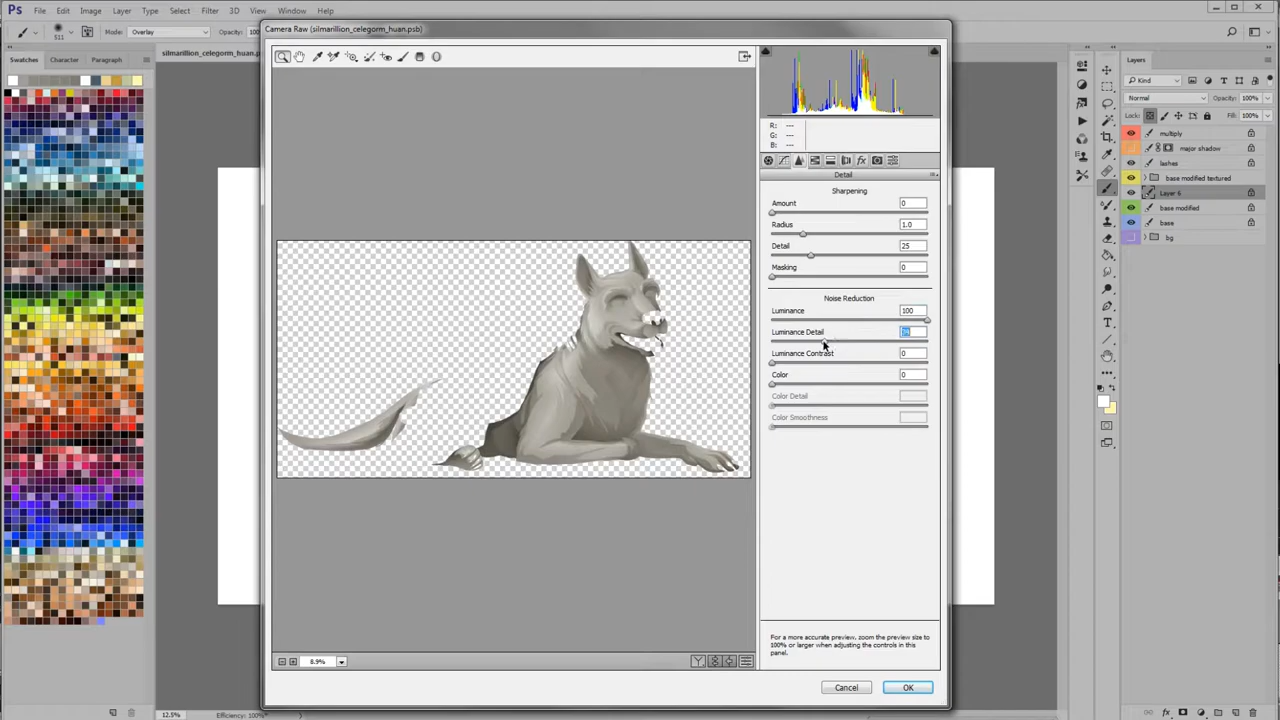 Ps File Edit Image Layer Type Select Filter 3D View Window Help
511 Mode: Overlay Opac
silmarillion_celegorm_huan.
Swatches Character Paragraph
Camera Raw (silmarillion_celegorm_huan.psb)
R: ---
G: ---
B: ---
Detail
Sharpening
Amount 0
Radius 1.0
Detail 25
Masking 0
Noise Reduction
Luminance 100
Luminance Detail
Luminance Contrast 0
Color 0
Color Detail
Color Smoothness
For a more accurate preview, zoom the preview size to
100% or larger when adjusting the controls in this
panel.
8.9%
Cancel OK
Layers
Kind
Normal Opacity: 100%
Lock: Fill: 100%
multiply
major shadow
lashes
base modified textured
Layer 6
base modified
base
bg
12.5% Efficiency: 100%*